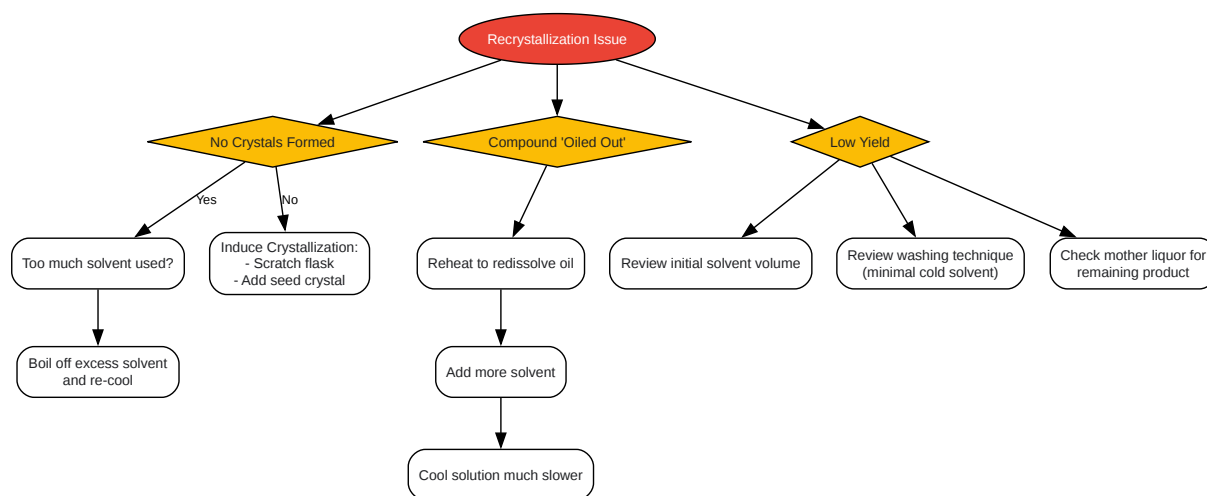 Recrystallization Issue
No Crystals Formed
Compound 'Oiled Out'
Low Yield
Yes
No
Too much solvent used?
Induce Crystallization:
- Scratch flask
- Add seed crystal
Reheat to redissolve oil
Review initial solvent volume
Review washing technique
(minimal cold solvent)
Check mother liquor for
remaining product
Boil off excess solvent
and re-cool
Add more solvent
Cool solution much slower